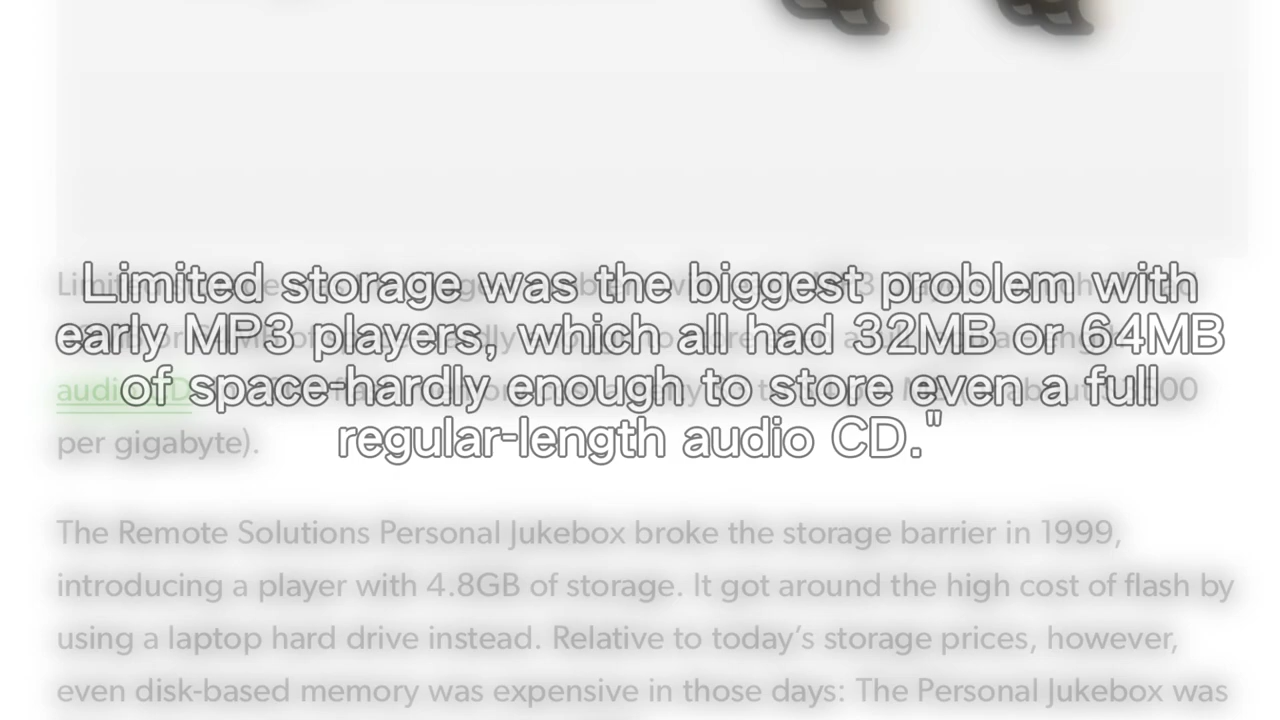 Limited storage was the biggest problem with
early MP3 players, which all had 32MB or 64MB
of space-hardly enough to store even a full
regular-length audio CD."
per gigabyte).
The Remote Solutions Personal Jukebox broke the storage barrier in 1999,
introducing a player with 4.8GB of storage. It got around the high cost of flash by
using a laptop hard drive instead. Relative to today’s storage prices, however,
even disk-based memory was expensive in those days: The Personal Jukebox was